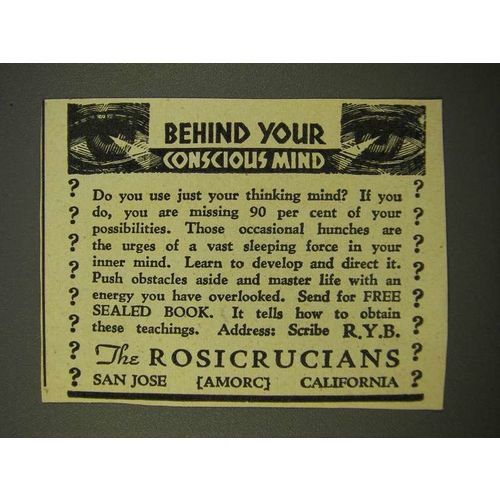 BEHIND YOUR
CONSCIOUS MIND
? Do you use just your thinking mind? If you ?
? do, you are missing 90 per cent of your ?
possibilities. Those occasional hunches are
? the urges of a vast sleeping force in your ?
? inner mind. Learn to develop and direct it. ?
Push obstacles aside and master life with an
? energy you have overlooked. Send for FREE ?
? SEALED BOOK. It tells how to obtain ?
these teachings. Address: Scribe R.Y.B.
? The ROSICRUCIANS ?
? SAN JOSE [AMORC] CALIFORNIA ?